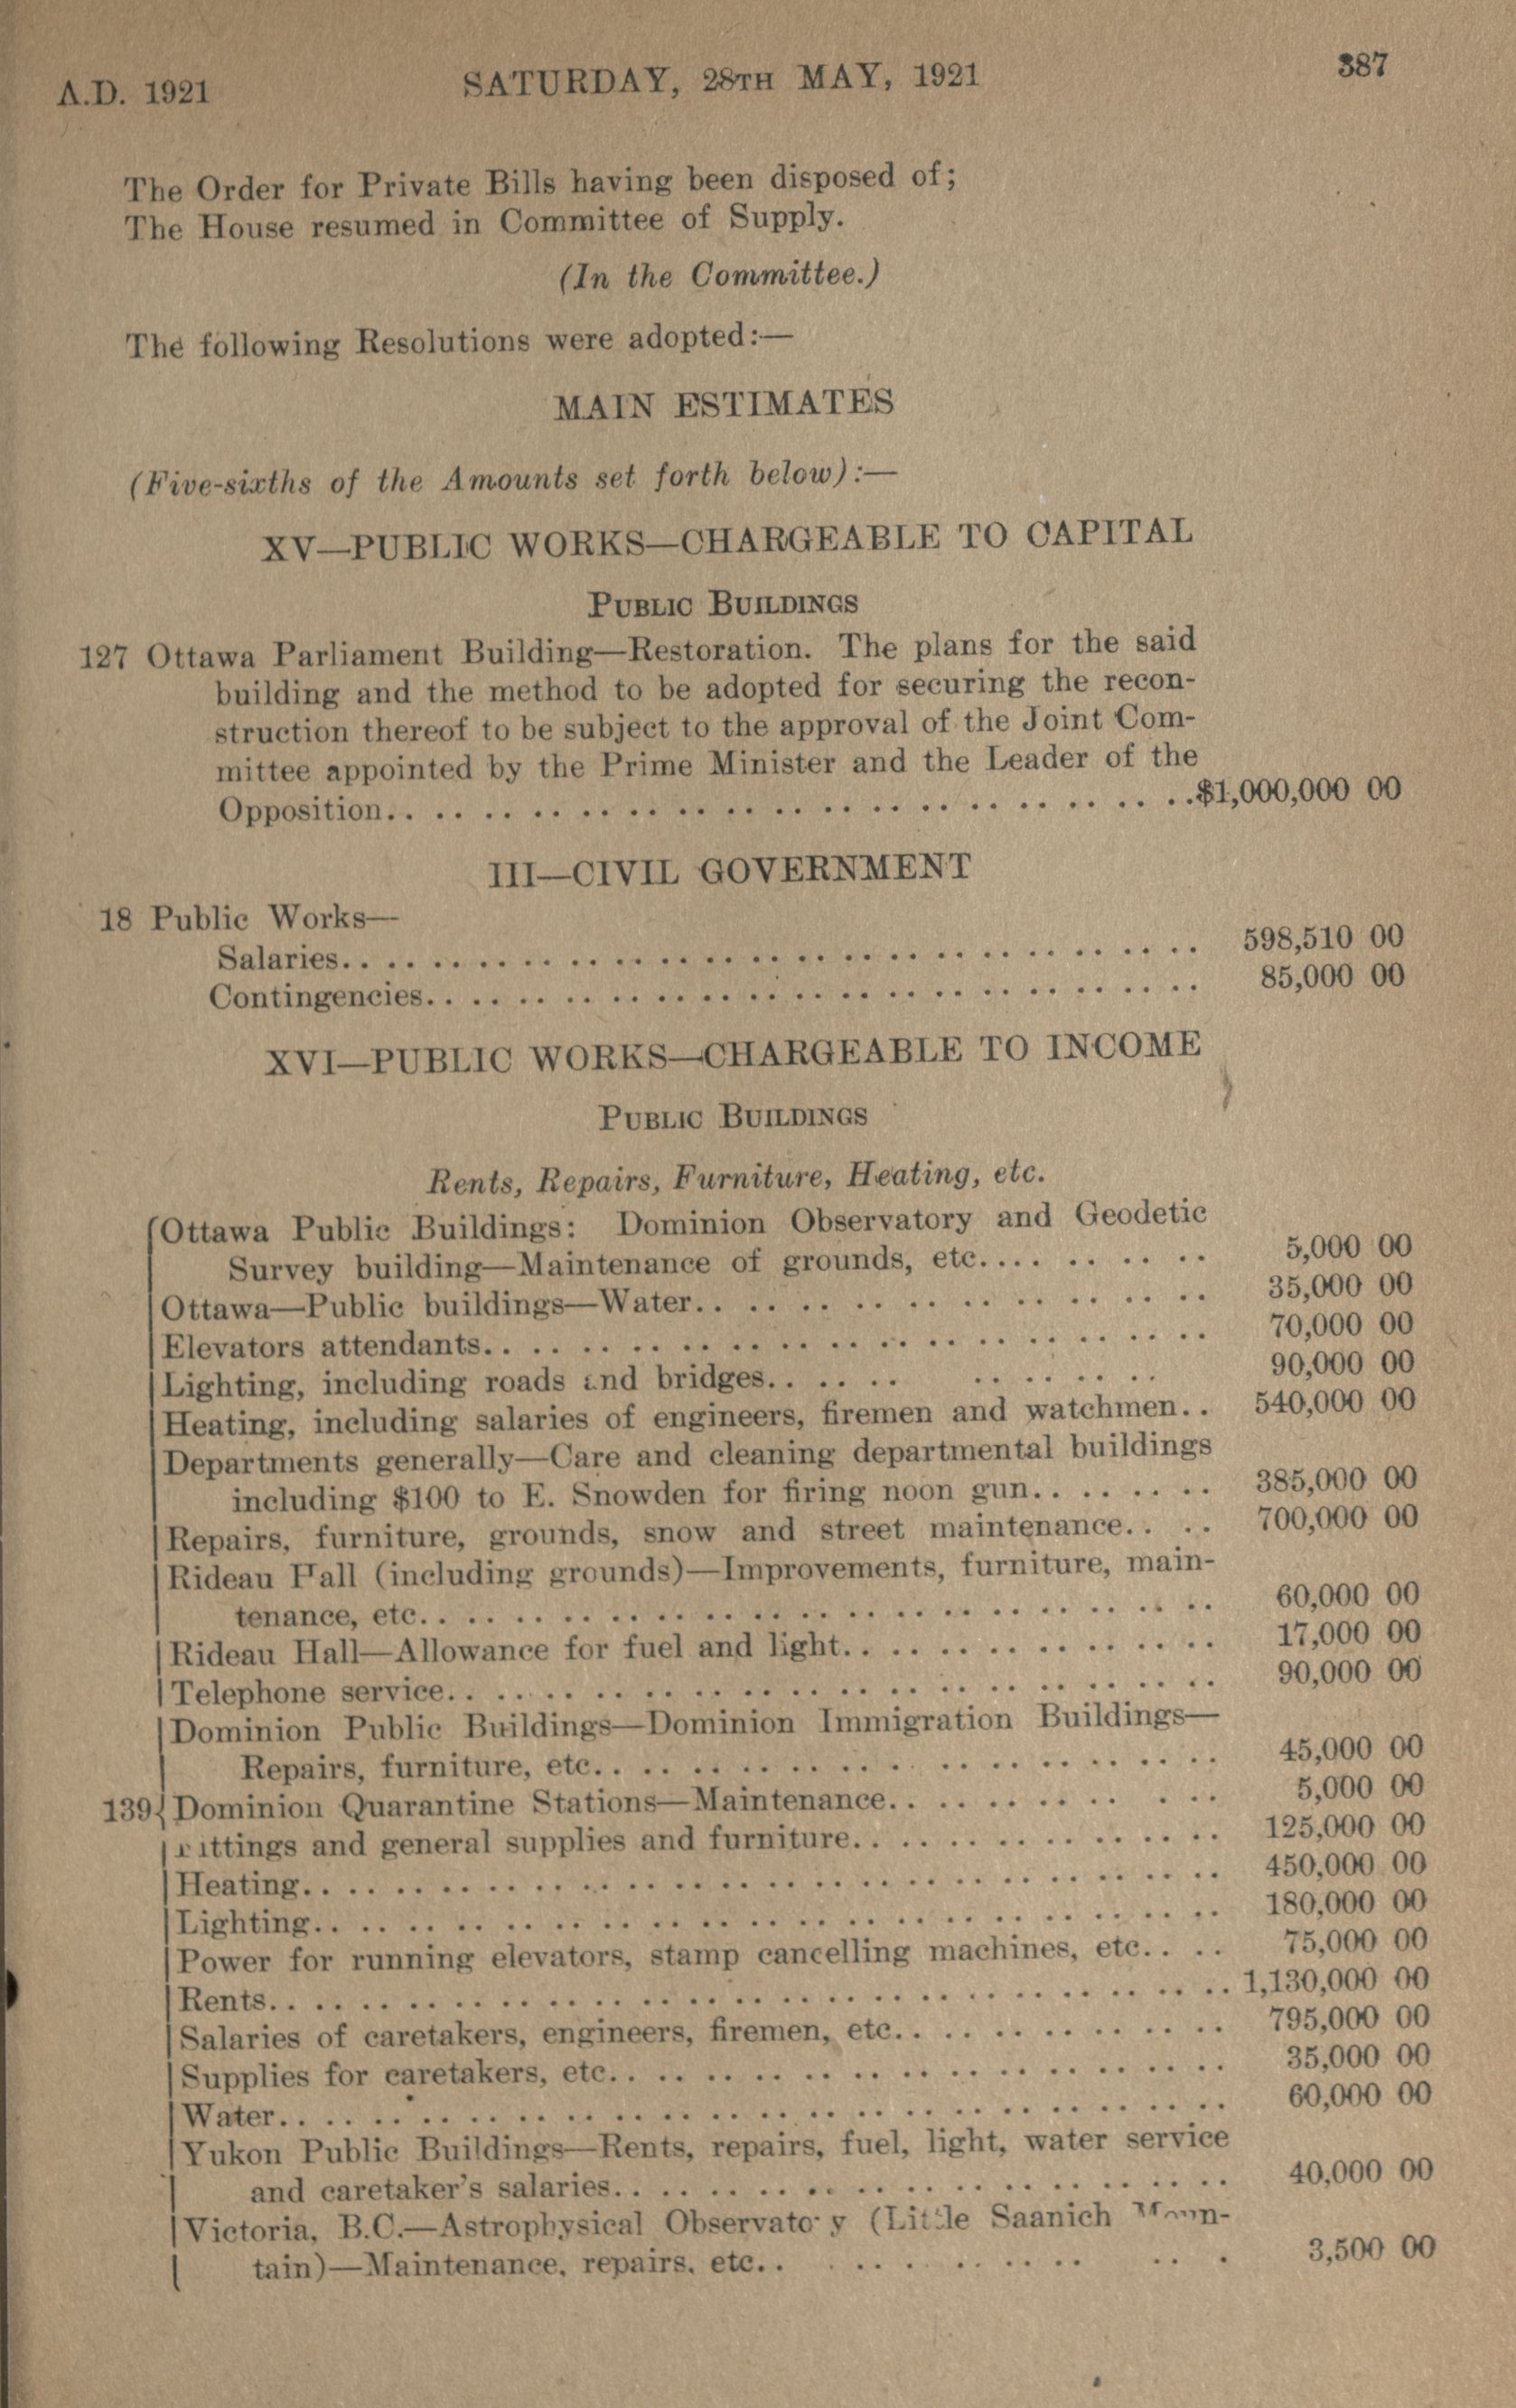 A.D. 1921 SATURDAY, 28TH MAY, 1921 387
The Order for Private Bills having been disposed of;
The House resumed in Committee of Supply.
(In the Committee.)
The following Resolutions were adopted:—
MAIN ESTIMATES
(Five-sixths of the Amounts set forth below):—
XV—PUBLIC WORKS—CHARGEABLE TO CAPITAL
PUBLIC BUILDINGS
127 Ottawa Parliament Building—Restoration. The plans for the said
building and the method to be adopted for securing the recon-
struction thereof to be subject to the approval of the Joint Com-
mittee appointed by the Prime Minister and the Leader of the
Opposition.. .. .. .. .. .. .. .. .. .. .. .. .. .. .. .. ..$1,000,000 00
III—CIVIL GOVERNMENT
18 Public Works—
Salaries.. .. .. .. .. .. .. .. .. .. .. .. .. .. .. .. .. .. 598,510 00
Contingencies.. .. .. .. .. .. .. .. .. .. .. .. .. .. .. .. 85,000 00
XVI—PUBLIC WORKS—CHARGEABLE TO INCOME
PUBLIC BUILDINGS
Rents, Repairs, Furniture, Heating, etc.
Ottawa Public Buildings: Dominion Observatory and Geodetic
Survey building—Maintenance of grounds, etc.... .. .. .. 5,000 00
Ottawa—Public buildings—Water.. .. .. .. .. .. .. .. .. .. 35,000 00
Elevators attendants.. .. .. .. .. .. .. .. .. .. .. .. .. .. 70,000 00
Lighting, including roads and bridges.. .. .. .. .. .. .. .. 90,000 00
Heating, including salaries of engineers, firemen and watchmen.. 540,000 00
Departments generally—Care and cleaning departmental buildings
including $100 to E. Snowden for firing noon gun.. .. .. .. 385,000 00
Repairs, furniture, grounds, snow and street maintenance.. .. 700,000 00
Rideau Hall (including grounds)—Improvements, furniture, main-
tenance, etc.. .. .. .. .. .. .. .. .. .. .. .. .. .. .. .. .. 60,000 00
Rideau Hall—Allowance for fuel and light.. .. .. .. .. .. .. 17,000 00
Telephone service.. .. .. .. .. .. .. .. .. .. .. .. .. .. .. 90,000 00
Dominion Public Buildings—Dominion Immigration Buildings—
Repairs, furniture, etc.. .. .. .. .. .. .. .. .. .. .. .. .. 45,000 00
139 Dominion Quarantine Stations—Maintenance.. .. .. .. .. .. .. 5,000 00
Fittings and general supplies and furniture.. .. .. .. .. .. .. 125,000 00
Heating.. .. .. .. .. .. .. .. .. .. .. .. .. .. .. .. .. .. .. 450,000 00
Lighting.. .. .. .. .. .. .. .. .. .. .. .. .. .. .. .. .. .. .. 180,000 00
Power for running elevators, stamp cancelling machines, etc.. .. 75,000 00
Rents.. .. .. .. .. .. .. .. .. .. .. .. .. .. .. .. .. .. .. .. 1,130,000 00
Salaries of caretakers, engineers, firemen, etc.. .. .. .. .. .. .. 795,000 00
Supplies for caretakers, etc.. .. .. .. .. .. .. .. .. .. .. .. .. 35,000 00
Water.. .. .. .. .. .. .. .. .. .. .. .. .. .. .. .. .. .. .. .. 60,000 00
Yukon Public Buildings—Rents, repairs, fuel, light, water service
and caretaker's salaries.. .. .. .. .. .. .. .. .. .. .. .. .. 40,000 00
Victoria, B.C.—Astrophysical Observatory (Little Saanich Moun-
tain)—Maintenance, repairs, etc.. .. .. .. .. .. .. .. .. . 3,500 00